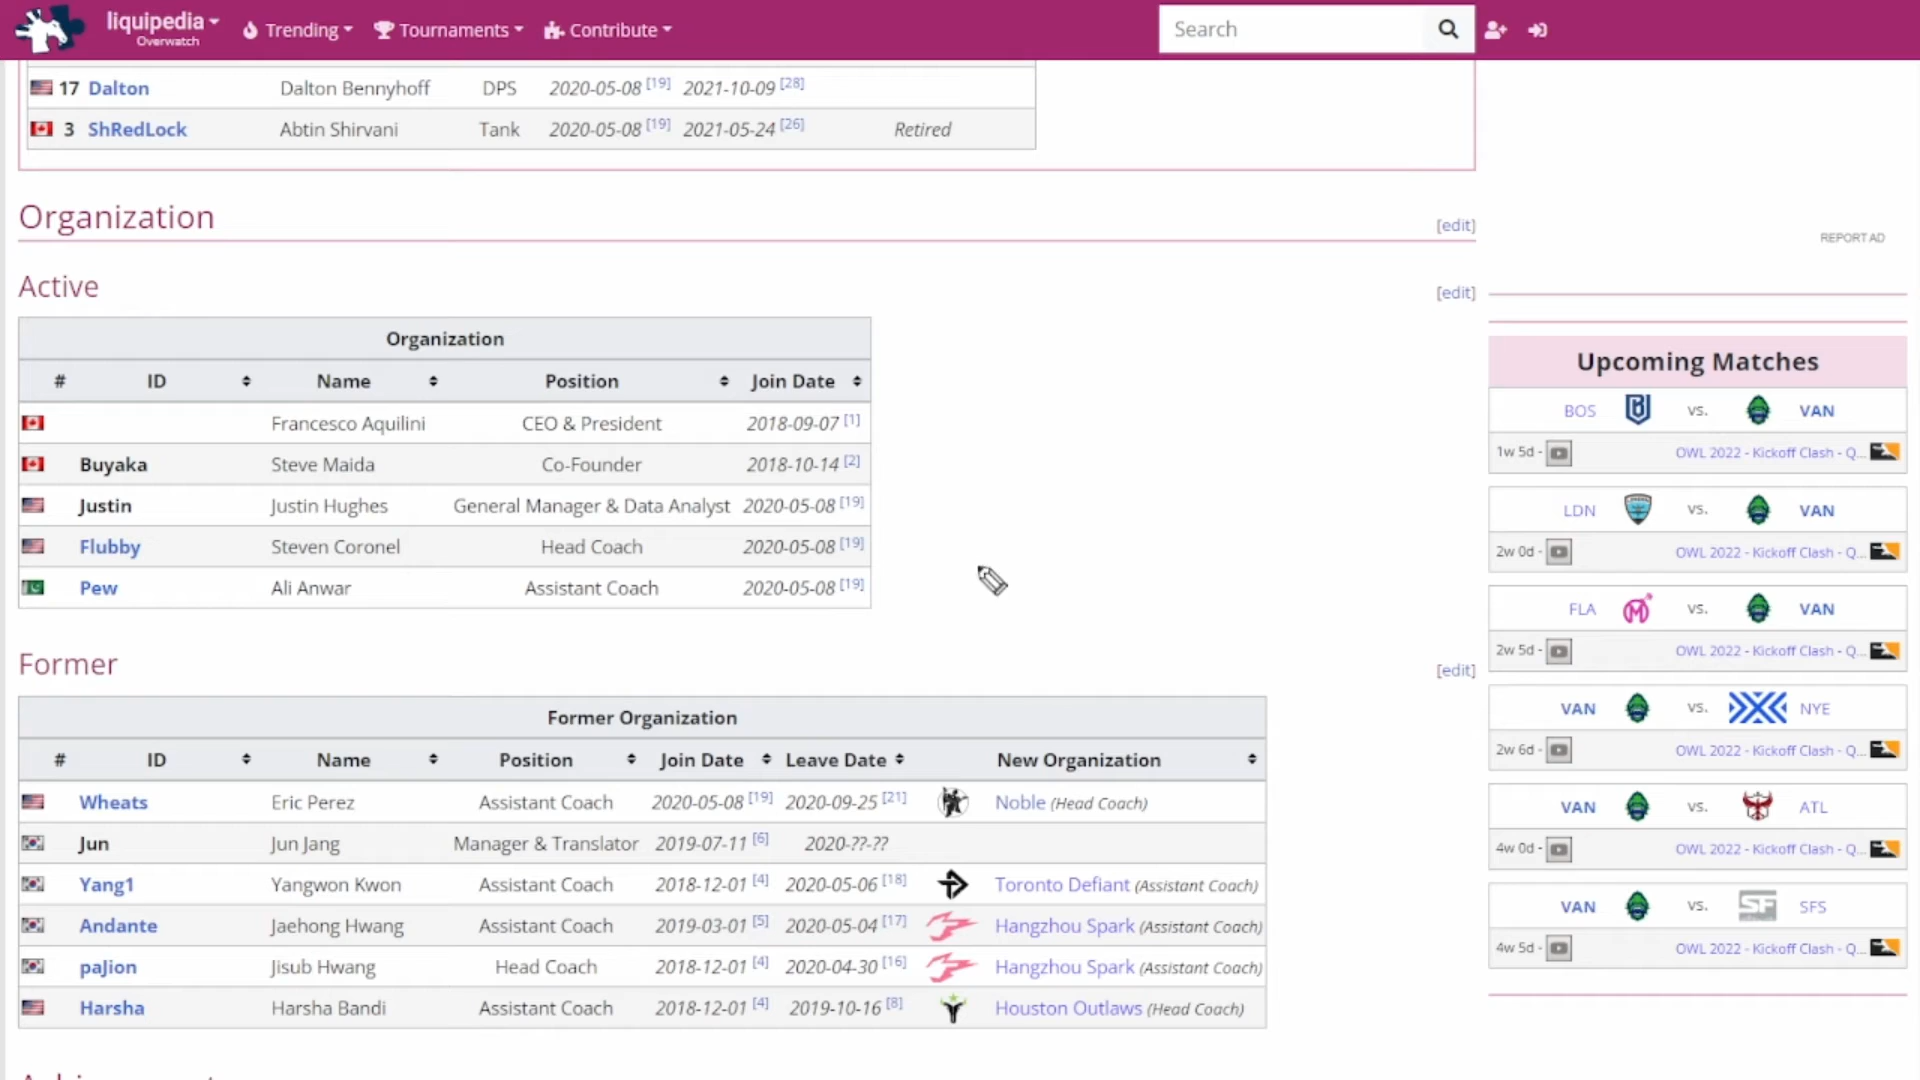 liquipedia
Overwatch
Trending
Tournaments
Contribute
Search
17 Dalton Dalton Bennyhoff DPS 2020-05-08 [19] 2021-10-09 [28]
3 ShRedLock Abtin Shirvani Tank 2020-05-08 [19] 2021-05-24 [26] Retired
Organization [edit]
REPORT AD
Active [edit]
Organization
# ID Name Position Join Date
Francesco Aquilini CEO & President 2018-09-07 [1]
Buyaka Steve Maida Co-Founder 2018-10-14 [2]
Justin Justin Hughes General Manager & Data Analyst 2020-05-08 [19]
Flubby Steven Coronel Head Coach 2020-05-08 [19]
Pew Ali Anwar Assistant Coach 2020-05-08 [19]
Former [edit]
Former Organization
# ID Name Position Join Date Leave Date New Organization
Wheats Eric Perez Assistant Coach 2020-05-08 [19] 2020-09-25 [21] Noble (Head Coach)
Jun Jun Jang Manager & Translator 2019-07-11 [6] 2020-??-??
Yang1 Yangwon Kwon Assistant Coach 2018-12-01 [4] 2020-05-06 [18] Toronto Defiant (Assistant Coach)
Andante Jaehong Hwang Assistant Coach 2019-03-01 [5] 2020-05-04 [17] Hangzhou Spark (Assistant Coach)
paJion Jisub Hwang Head Coach 2018-12-01 [4] 2020-04-30 [16] Hangzhou Spark (Assistant Coach)
Harsha Harsha Bandi Assistant Coach 2018-12-01 [4] 2019-10-16 [8] Houston Outlaws (Head Coach)
Upcoming Matches
BOS vs. VAN
1w 5d - OWL 2022 - Kickoff Clash - Q...
LDN vs. VAN
2w 0d - OWL 2022 - Kickoff Clash - Q...
FLA vs. VAN
2w 5d - OWL 2022 - Kickoff Clash - Q...
VAN vs. NYE
2w 6d - OWL 2022 - Kickoff Clash - Q...
VAN vs. ATL
4w 0d - OWL 2022 - Kickoff Clash - Q...
VAN vs. SF SFS
4w 5d - OWL 2022 - Kickoff Clash - Q...